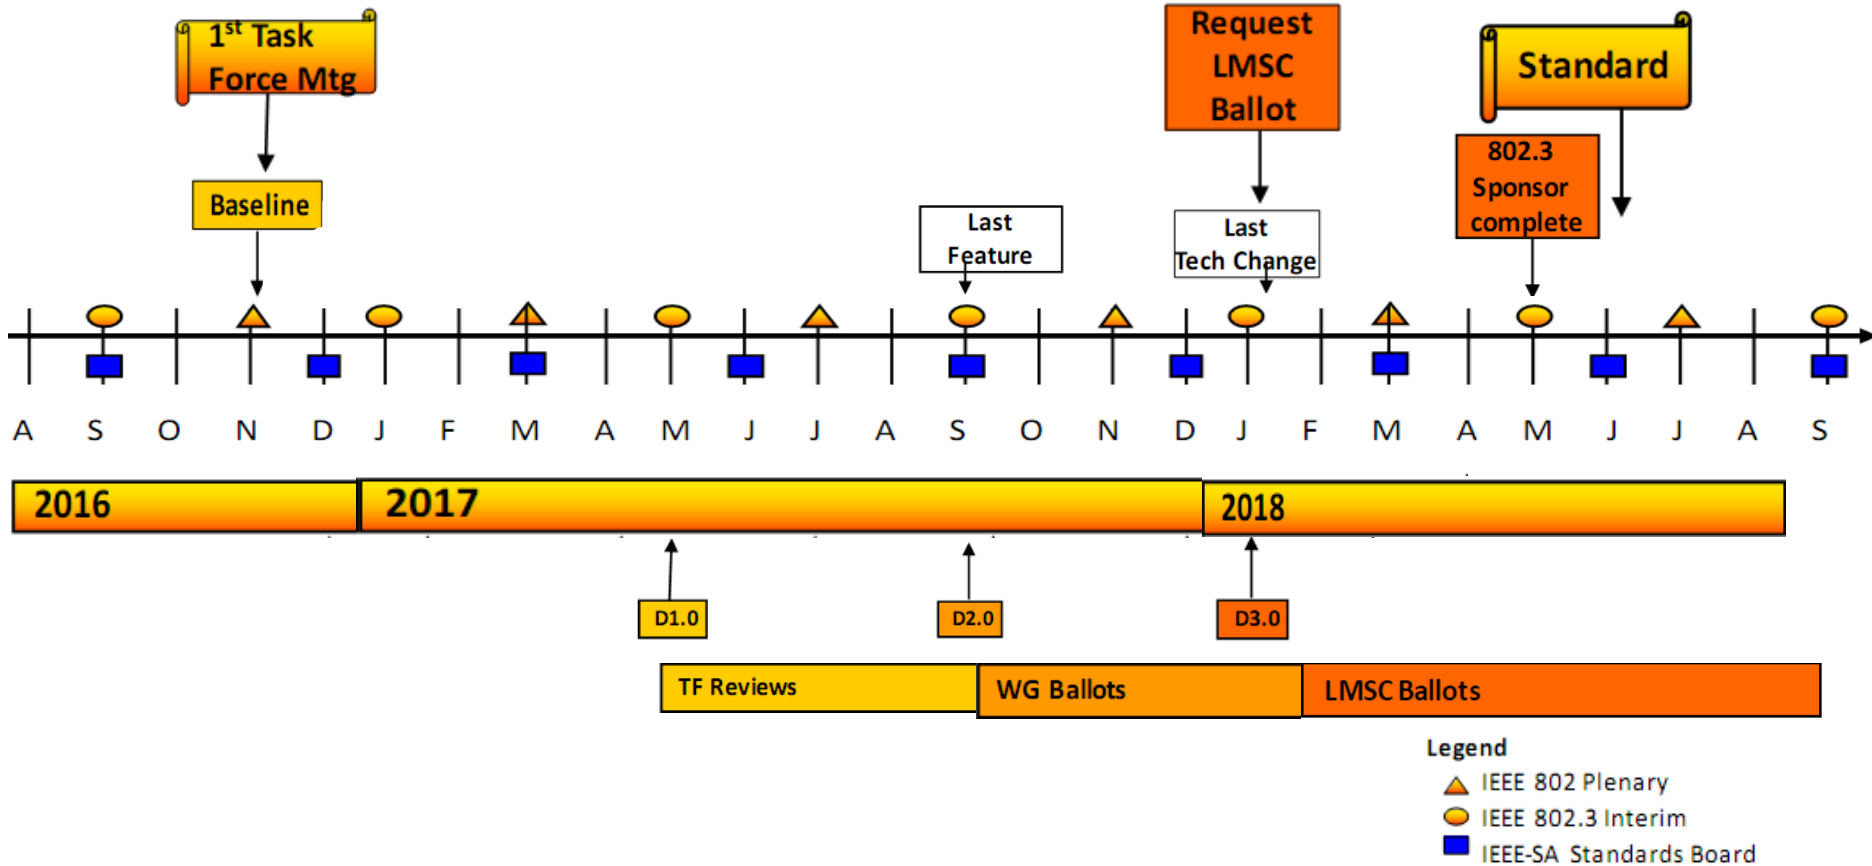 1st Task
Force Mtg
Request
LMSC
Ballot
Standard
802.3
Sponsor
complete
Baseline
Last
Feature
Last
Tech Change
A S O N D J F M A M J J A S O N D J F M A M J J A S
2016 2017 2018
D1.0 D2.0 D3.0
TF Reviews WG Ballots LMSC Ballots
Legend
IEEE 802 Plenary
IEEE 802.3 Interim
IEEE-SA Standards Board